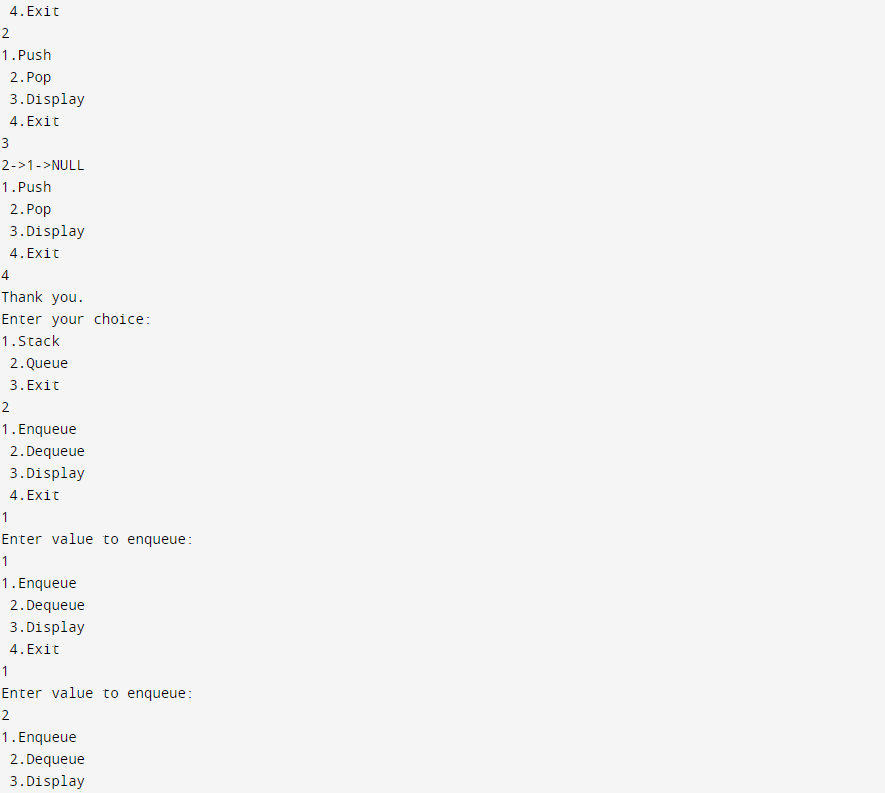 4.Exit
2
1.Push
2.Pop
3.Display
4.Exit
3
2->1->NULL
1.Push
2.Pop
3.Display
4.Exit
4
Thank you.
Enter your choice:
1.Stack
2.Queue
3.Exit
2
1.Enqueue
2.Dequeue
3.Display
4.Exit
1
Enter value to enqueue:
1
1.Enqueue
2.Dequeue
3.Display
4.Exit
1
Enter value to enqueue:
2
1.Enqueue
2.Dequeue
3.Display